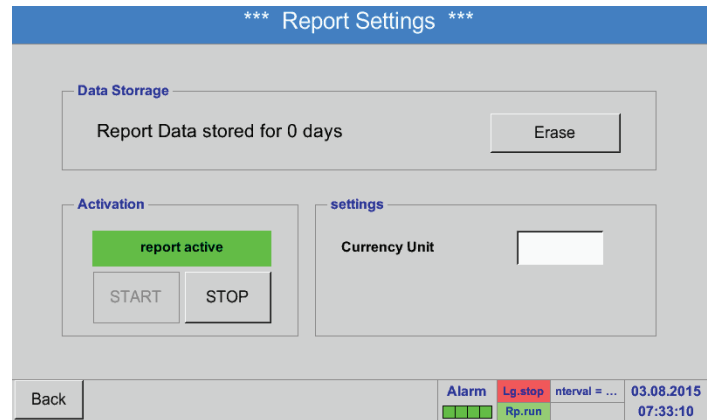 *** Report Settings ***
Data Storrage
Report Data stored for 0 days
Erase
Activation
settings
report active
Currency Unit
START
STOP
Back
Alarm
Lg.stop
nterval = ...
03.08.2015
Rp.run
07:33:10